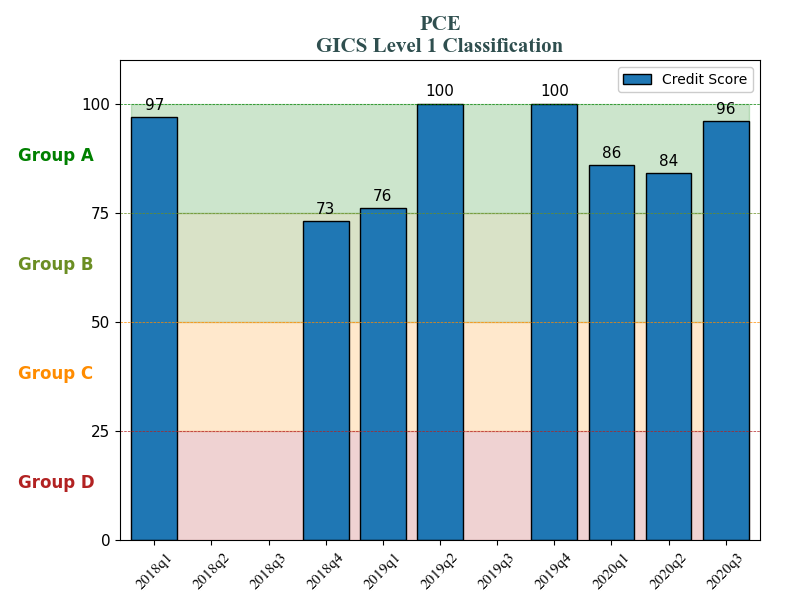 PCE
GICS Level 1 Classification
Credit Score
100
75
50
25
0
Group A
Group B
Group C
Group D
97
73
76
100
100
86
84
96
2018q1
2018q2
2018q3
2018q4
2019q1
2019q2
2019q3
2019q4
2020q1
2020q2
2020q3